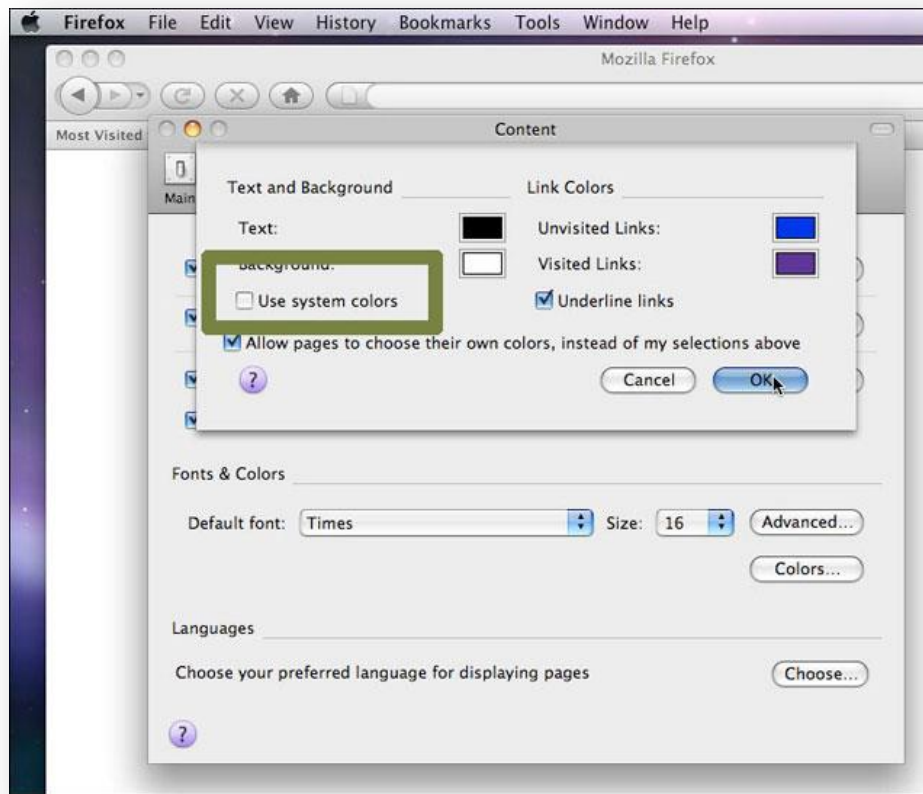 Firefox File Edit View History Bookmarks Tools Window Help
Mozilla Firefox
Most Visited
Content
Main
Text and Background
Link Colors
Text:
Unvisited Links:
Background:
Visited Links:
Use system colors
Underline links
Allow pages to choose their own colors, instead of my selections above
?
Cancel
OK
Fonts & Colors
Default font: Times Size: 16 Advanced...
Colors...
Languages
Choose your preferred language for displaying pages Choose...
?